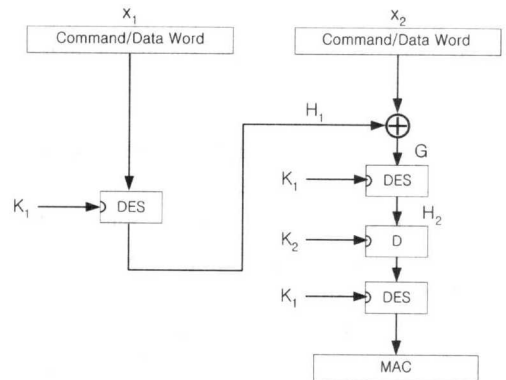 X₁
Command/Data Word
X₂
Command/Data Word
H₁
G
K₁
DES
K₁
DES
H₂
K₂
D
K₁
DES
MAC